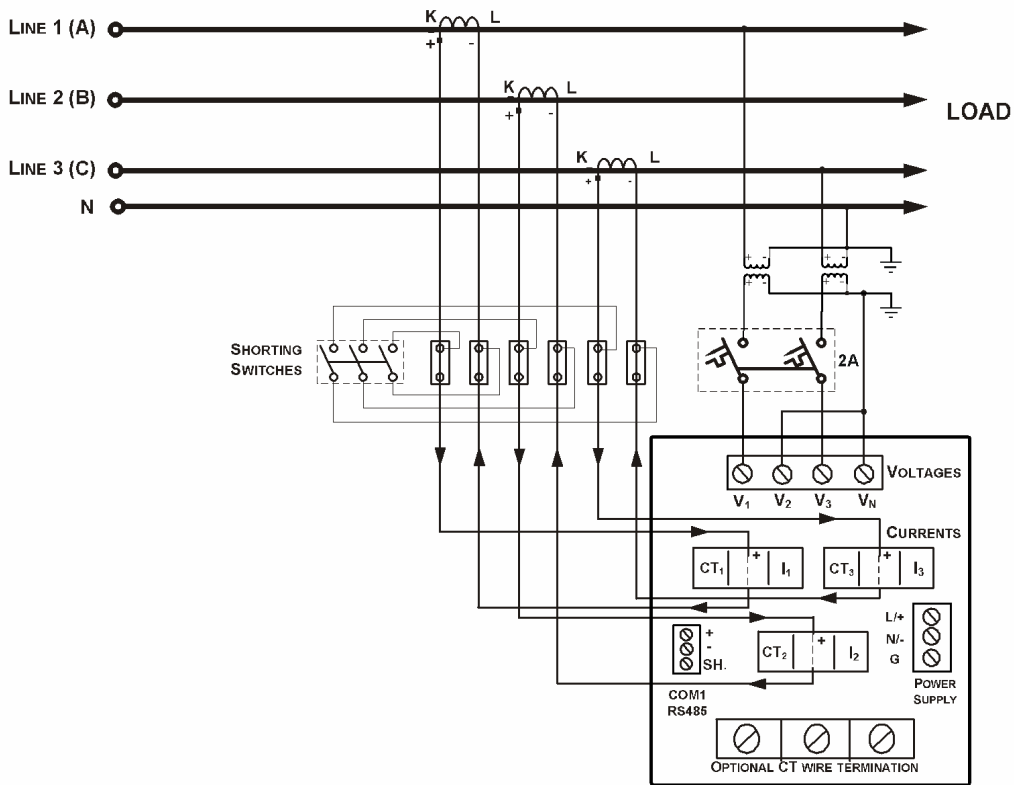 K L
LINE 1 (A)
+ -
K L
LINE 2 (B)
+ -
LOAD
K L
LINE 3 (C)
+ -
N
+ - + -
+ - + -
SHORTING
SWITCHES
2A
VOLTAGES
V1 V2 V3 VN
CURRENTS
CT1 + I1 CT3 + I3
L/+
N/-
G
POWER
SUPPLY
+
-
SH.
COM1
RS485
CT2 + I2
OPTIONAL CT WIRE TERMINATION